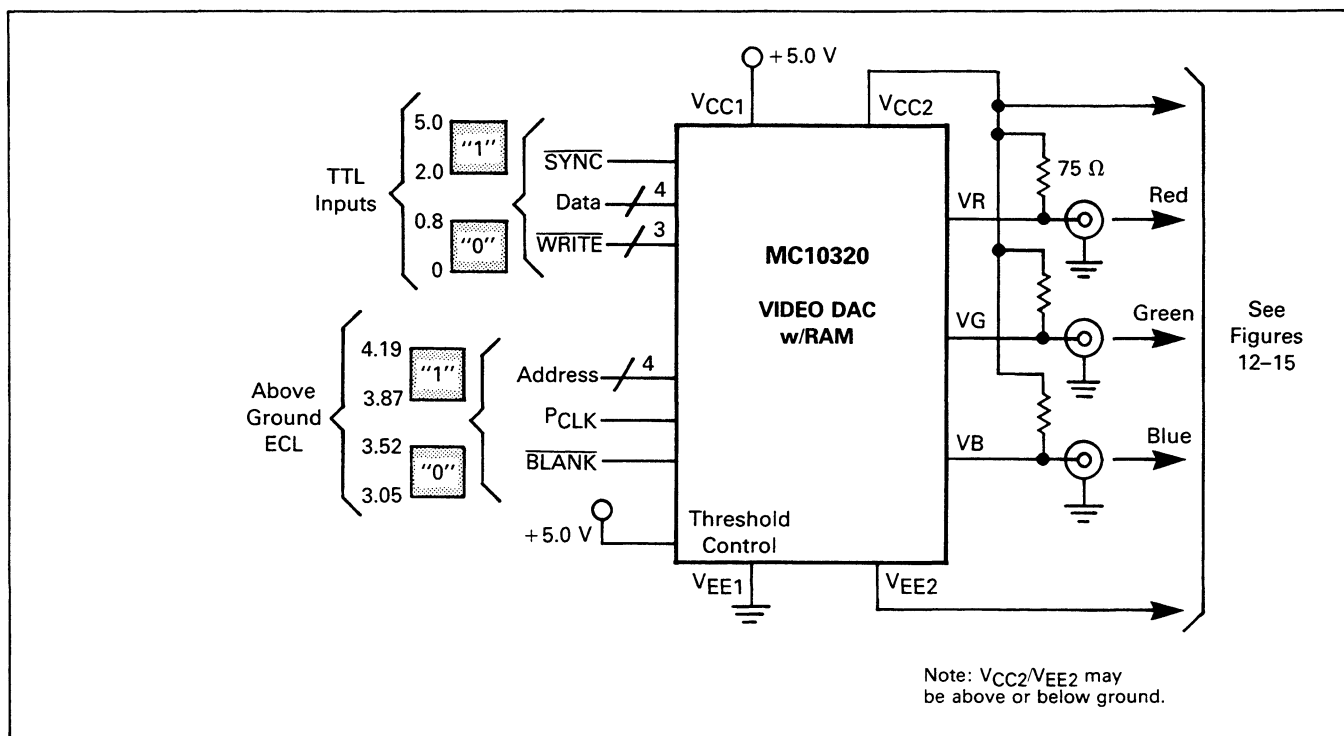 +5.0 V
VCC1
VCC2
5.0
"1"
2.0
TTL
Inputs
0.8
"0"
0
SYNC
Data
4
WRITE
3
MC10320
VIDEO DAC
w/RAM
75 Ω
VR
Red
VG
Green
VB
Blue
See
Figures
12–15
Above
Ground
ECL
4.19
"1"
3.87
3.52
"0"
3.05
Address
4
PCLK
BLANK
+5.0 V
Threshold
Control
VEE1
VEE2
Note: VCC2/VEE2 may
be above or below ground.